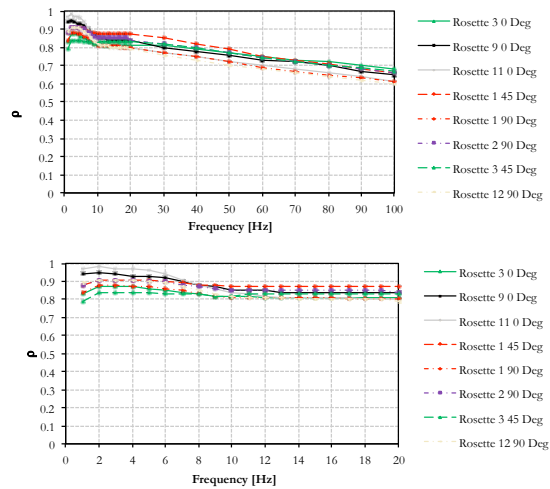 1
0.9
0.8
0.7
0.6
0.5
0.4
0.3
0.2
0.1
0
ρ
0 10 20 30 40 50 60 70 80 90 100
Frequency [Hz]
Rosette 3 0 Deg
Rosette 9 0 Deg
Rosette 11 0 Deg
Rosette 1 45 Deg
Rosette 1 90 Deg
Rosette 2 90 Deg
Rosette 3 45 Deg
Rosette 12 90 Deg
1
0.9
0.8
0.7
0.6
0.5
0.4
0.3
0.2
0.1
0
ρ
0 2 4 6 8 10 12 14 16 18 20
Frequency [Hz]
Rosette 3 0 Deg
Rosette 9 0 Deg
Rosette 11 0 Deg
Rosette 1 45 Deg
Rosette 1 90 Deg
Rosette 2 90 Deg
Rosette 3 45 Deg
Rosette 12 90 Deg